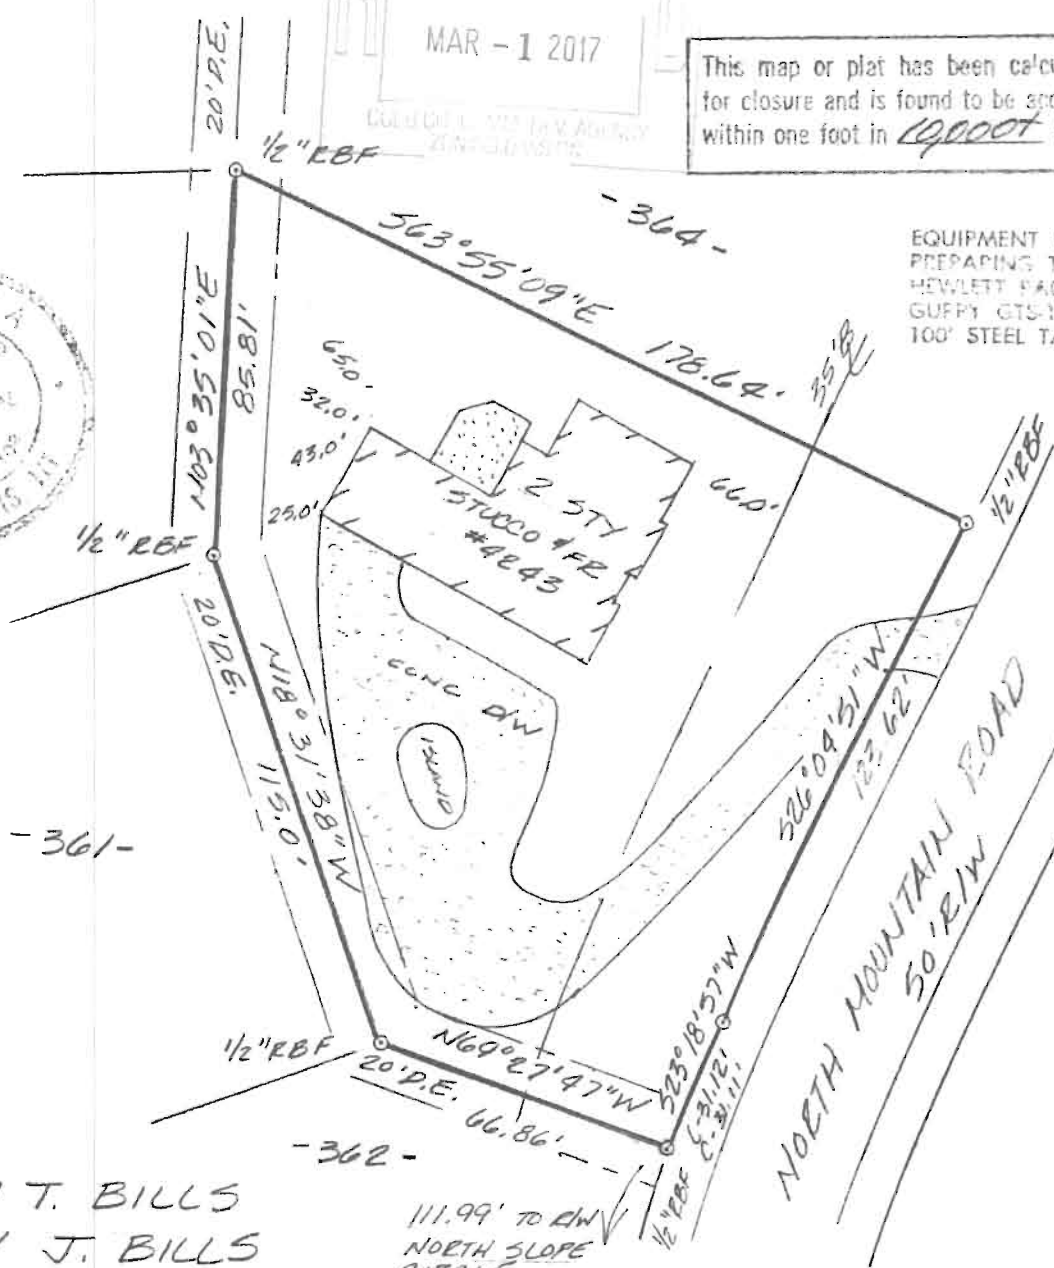 20' D.E.
MAR - 1 2017
This map or plat has been
for closure and is found to be
within one foot in 10,000+
1/2" RBF
- 364 -
S63° 55' 09" E
178.64'
EQUIPMENT
PREPARING
HEWLETT
GUPPY
100' STEEL
N03° 35' 01" E
85.81'
65.0'
32.0'
43.0'
25.0'
35' B/L
1/2" RBF
66.0'
2 STY
STUCCO & FR
#4243
1/2" RBF
20' D.E.
N18° 31' 38" W
115.0'
CONC D/W
ISLAND
S26° 04' 51" W
123.62'
NORTH MOUNTAIN ROAD
50' R/W
- 361 -
1/2" RBF
20' D.E.
N69° 27' 47" W
66.86'
S23° 18' 57" W
L-31.12'
C-31.11'
1/2" RBF
- 362 -
T. BILLS
J. BILLS
111.99' TO R/W
NORTH SLOPE